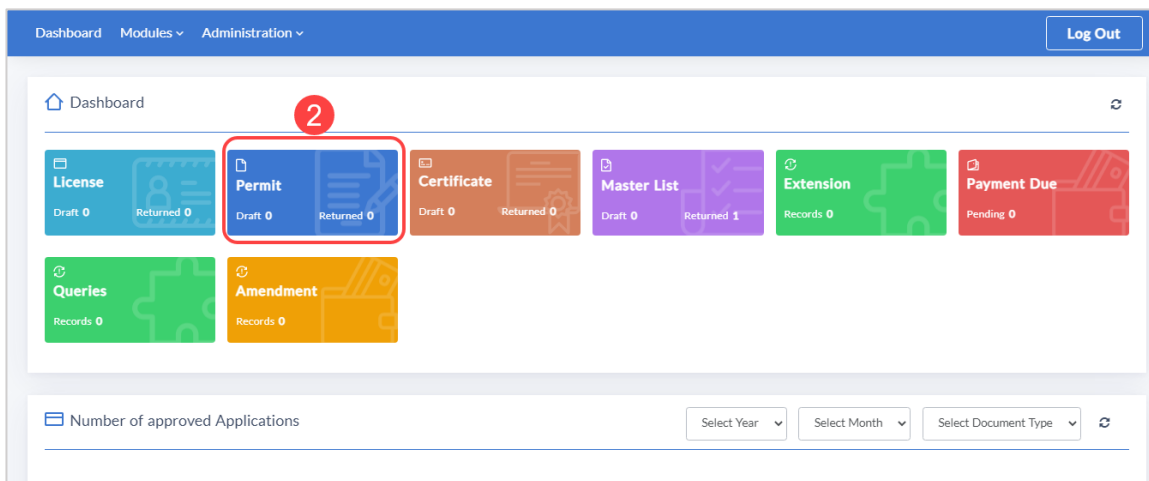 Dashboard Modules Administration Log Out
Dashboard
2
License
Draft 0 Returned 0
Permit
Draft 0 Returned 0
Certificate
Draft 0 Returned 0
Master List
Draft 0 Returned 1
Extension
Records 0
Payment Due
Pending 0
Queries
Records 0
Amendment
Records 0
Number of approved Applications Select Year Select Month Select Document Type